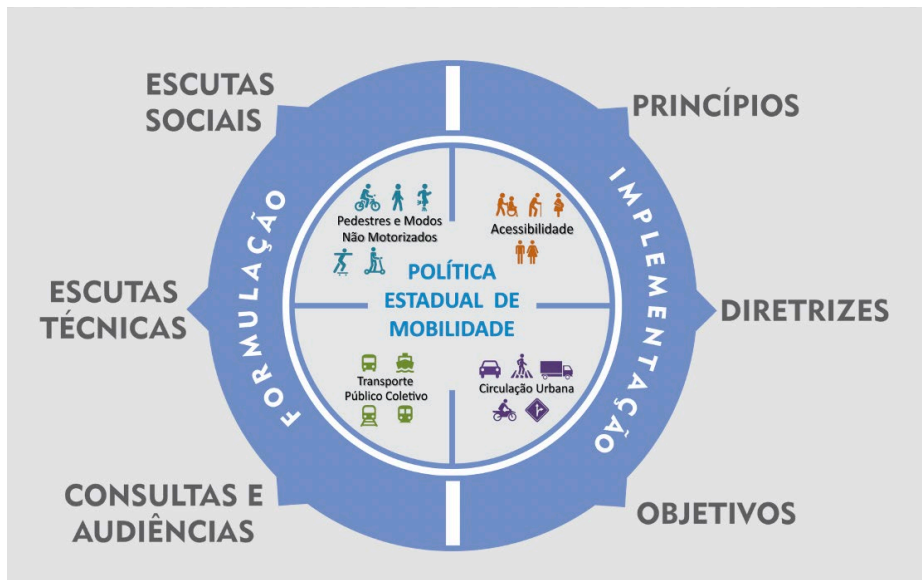 ESCUTAS
SOCIAIS
PRINCÍPIOS
FORMULAÇÃO
IMPLEMENTAÇÃO
Pedestres e Modos
Não Motorizados
Acessibilidade
POLÍTICA
ESTADUAL DE
MOBILIDADE
ESCUTAS
TÉCNICAS
DIRETRIZES
Transporte
Público Coletivo
Circulação Urbana
CONSULTAS E
AUDIÊNCIAS
OBJETIVOS